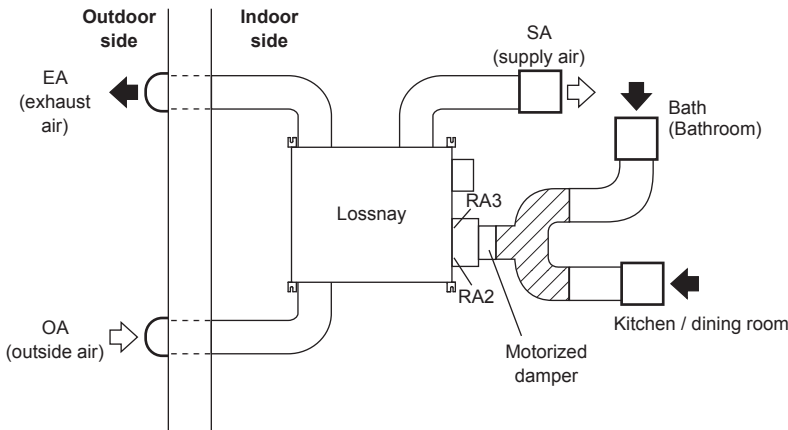 Outdoor
side
Indoor
side
SA
(supply air)
EA
(exhaust
air)
Bath
(Bathroom)
Lossnay
RA3
RA2
OA
(outside air)
Kitchen / dining room
Motorized
damper